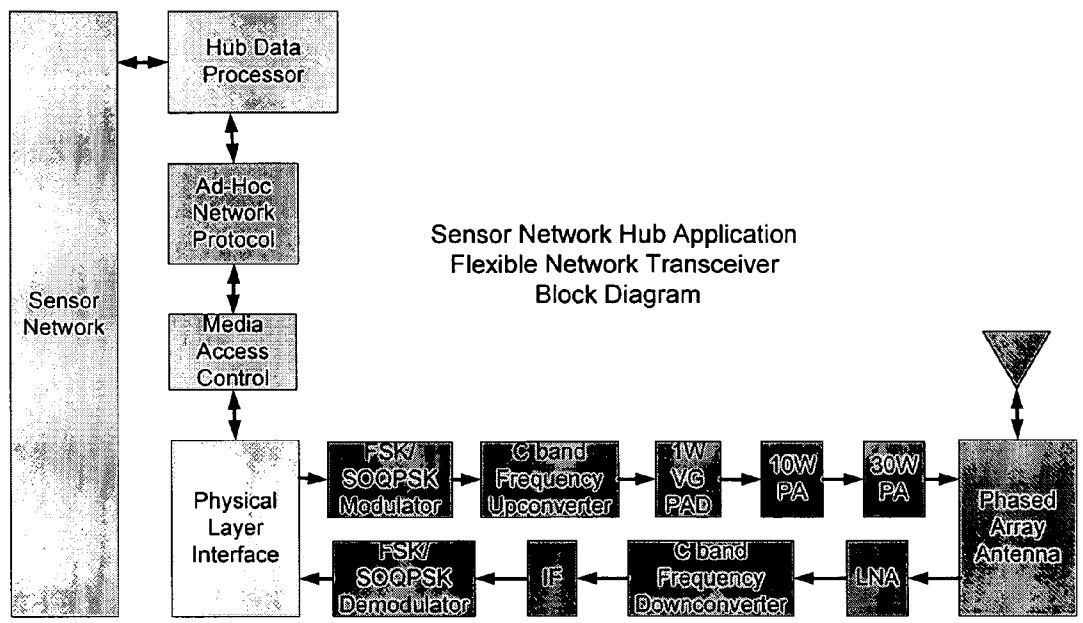 Hub Data
Processor
Ad-Hoc
Network
Protocol
Sensor Network Hub Application
Flexible Network Transceiver
Block Diagram
Sensor
Network
Media
Access
Control
Physical
Layer
Interface
FSK/
SOQPSK
Modulator
C band
Frequency
Upconverter
1W
VG
PAD
10W
PA
30W
PA
Phased
Array
Antenna
FSK/
SOQPSK
Demodulator
IF
C band
Frequency
Downconverter
LNA